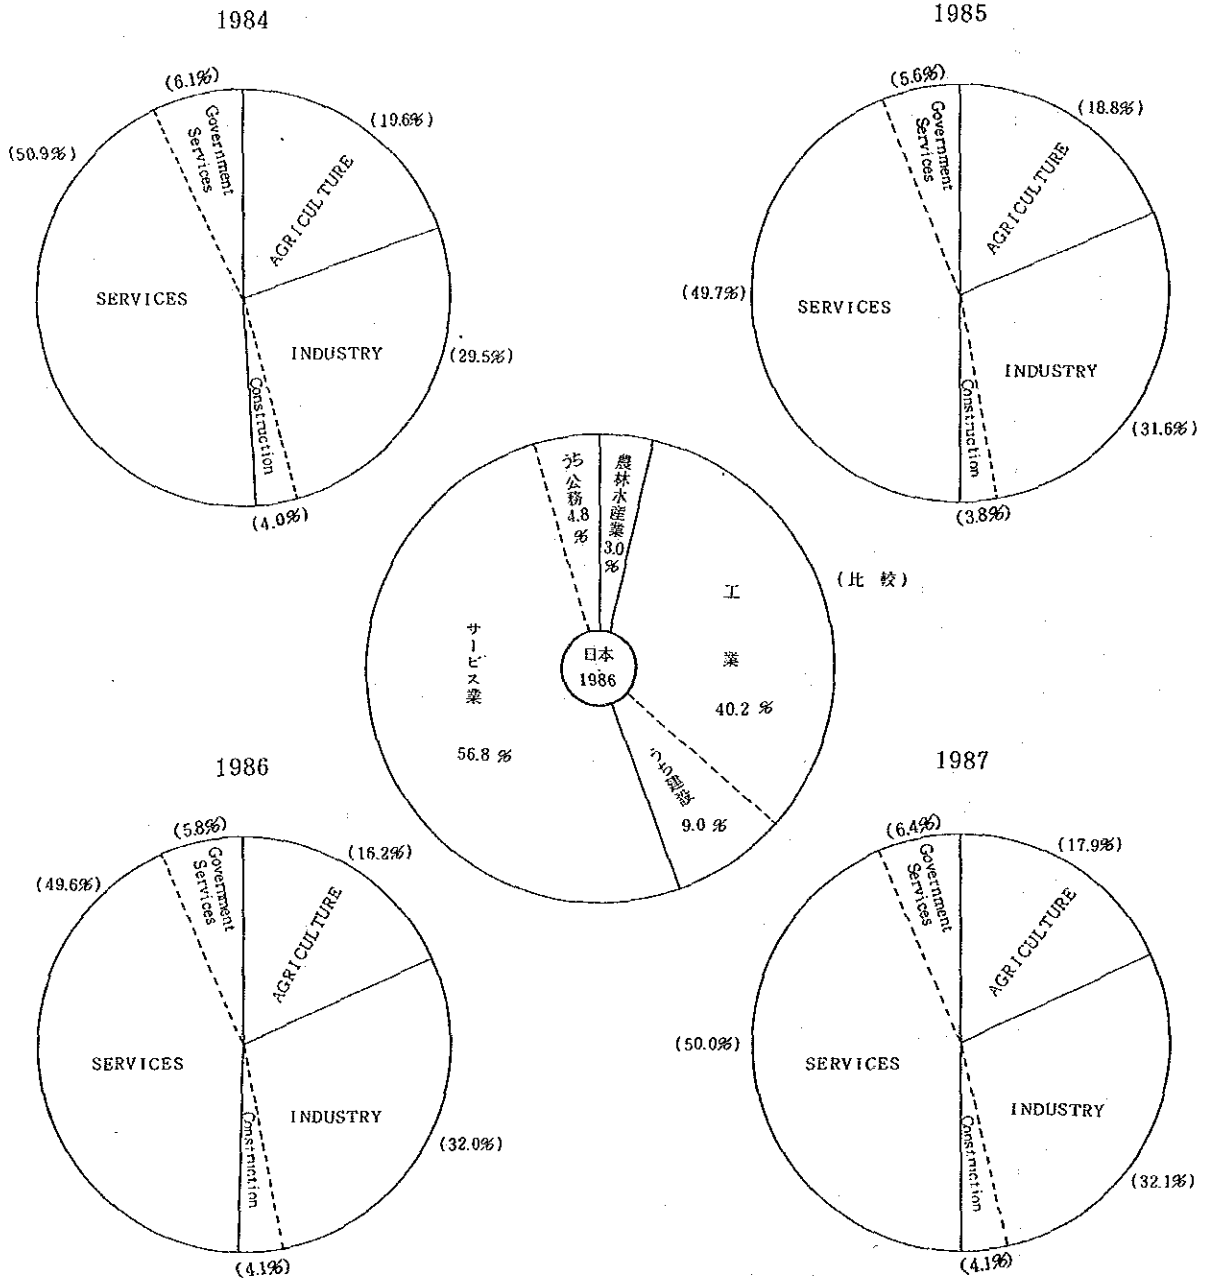 1984
(6.1%)
(19.6%)
(50.9%)
Government
Services
AGRICULTURE
SERVICES
INDUSTRY
(29.5%)
Construction
(4.0%)
1985
(5.6%)
(18.8%)
Government
Services
AGRICULTURE
(49.7%)
SERVICES
INDUSTRY
Construction
(31.6%)
(3.8%)
うち公務
4.8
%
農林水産業
3.0
%
(比較)
工業
40.2 %
サービス業
56.8 %
日本
1986
うち建設
9.0 %
1986
(5.8%)
(16.2%)
(49.6%)
Government
Services
AGRICULTURE
SERVICES
INDUSTRY
Construction
(32.0%)
(4.1%)
1987
(6.4%)
(17.9%)
Government
Services
AGRICULTURE
(50.0%)
SERVICES
INDUSTRY
Construction
(32.1%)
(4.1%)